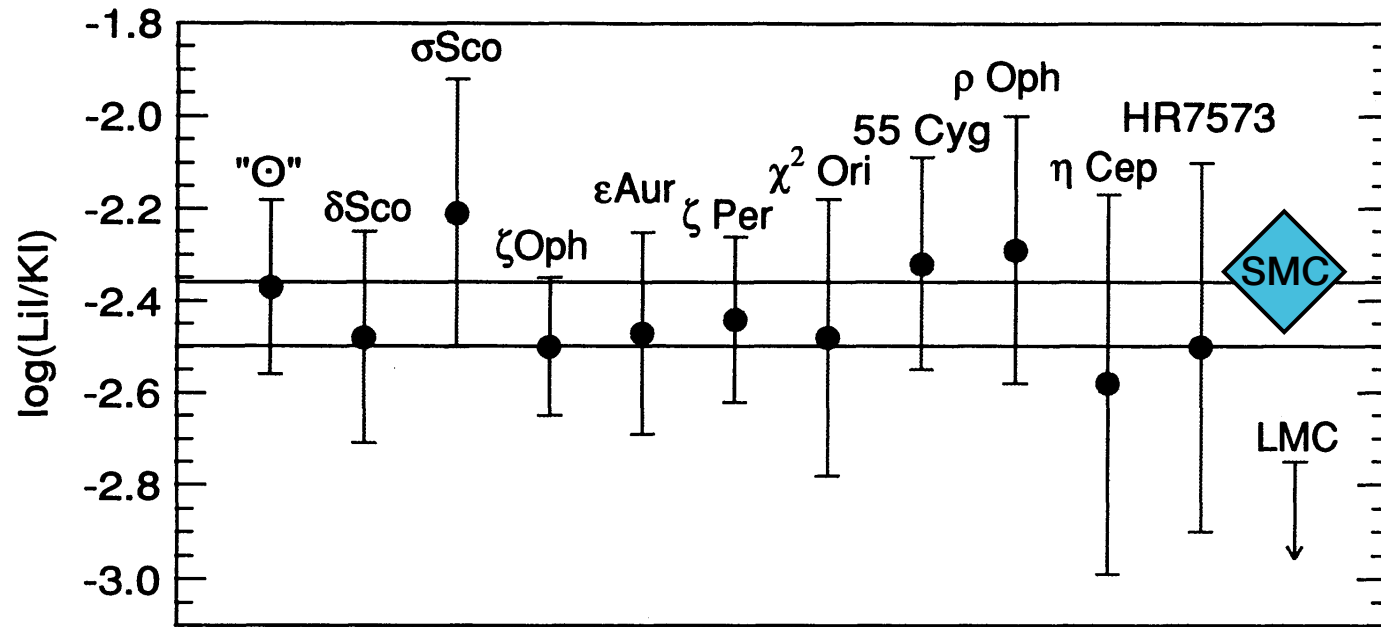 -1.8
-2.0
-2.2
-2.4
-2.6
-2.8
-3.0
log(LiI/KI)
"⊙"
δSco
σSco
ζOph
εAur
ζ Per
χ² Ori
55 Cyg
ρ Oph
η Cep
HR7573
SMC
LMC